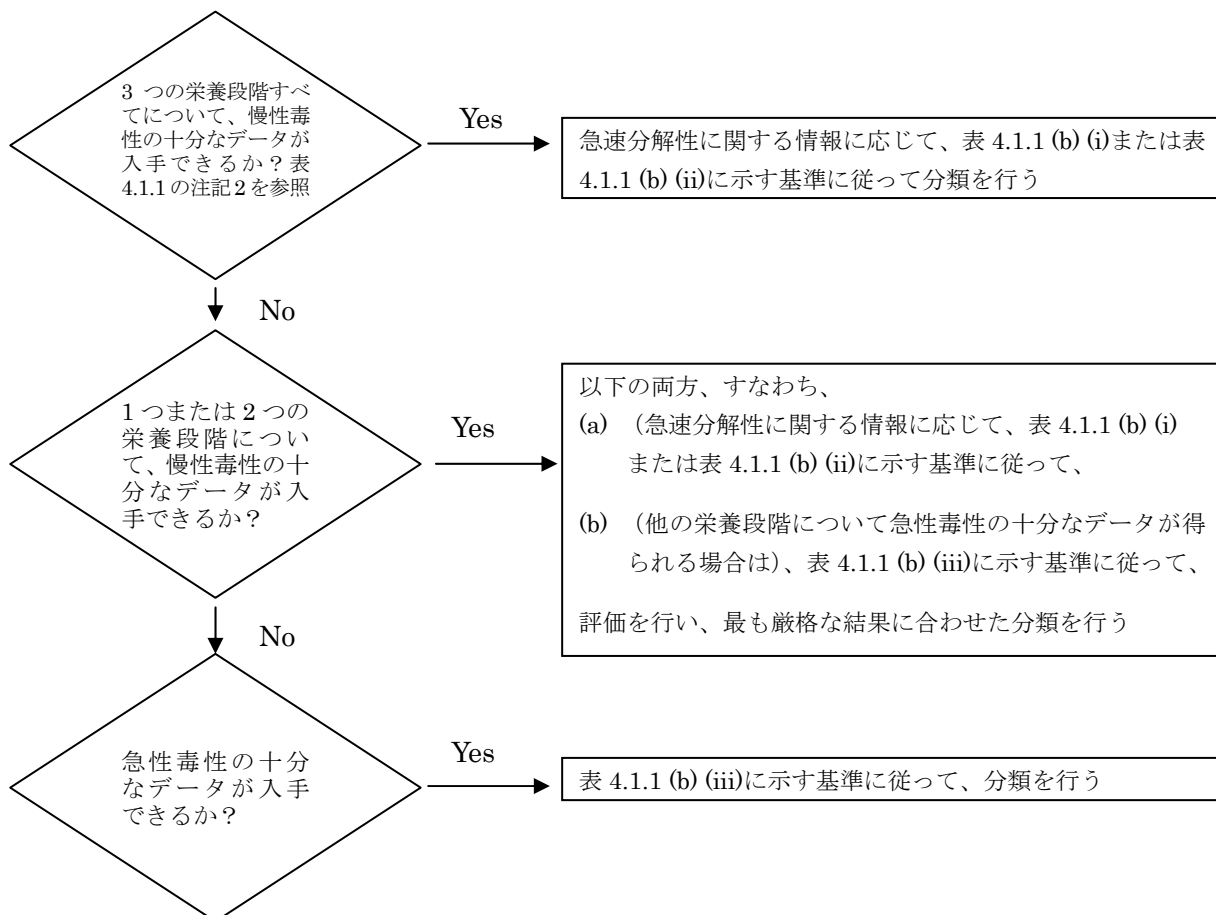 3 つの栄養段階すべ
てについて、慢性毒
性の十分なデータが
入手できるか？表
4.1.1 の注記 2 を参照
Yes
急速分解性に関する情報に応じて、表 4.1.1 (b) (i)または表
4.1.1 (b) (ii)に示す基準に従って分類を行う
No
1 つまたは 2 つの
栄養段階につい
て、慢性毒性の十
分なデータが入
手できるか？
Yes
以下の両方、すなわち、
(a) （急速分解性に関する情報に応じて、表 4.1.1 (b) (i)
または表 4.1.1 (b) (ii)に示す基準に従って、
(b) （他の栄養段階について急性毒性の十分なデータが得
られる場合は）、表 4.1.1 (b) (iii)に示す基準に従って、
評価を行い、最も厳格な結果に合わせた分類を行う
No
急性毒性の十分
なデータが入手
できるか？
Yes
表 4.1.1 (b) (iii)に示す基準に従って、分類を行う